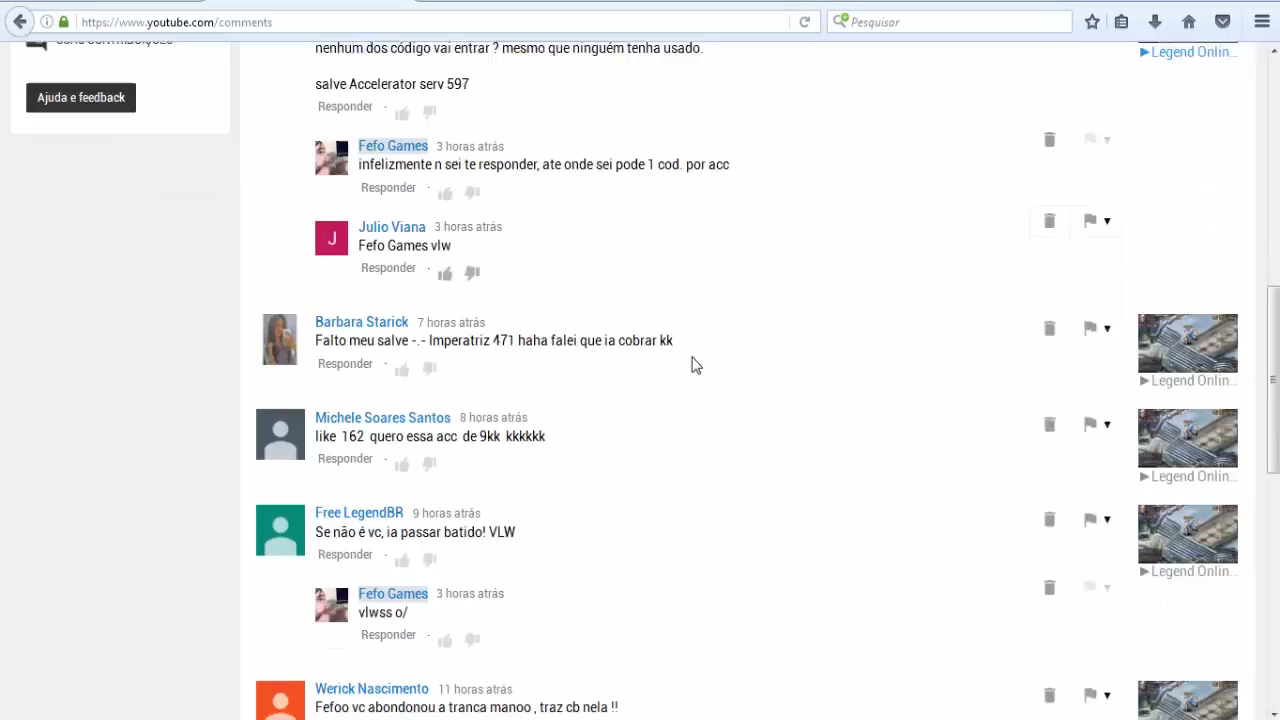 https://www.youtube.com/comments
Pesquisar
Ajuda e feedback
nenhum dos código vai entrar ? mesmo que ninguém tenha usado.
Legend Onlin...
salve Accelerator serv 597
Responder
Fefo Games 3 horas atrás
infelizmente n sei te responder, ate onde sei pode 1 cod. por acc
Responder
J
Julio Viana 3 horas atrás
Fefo Games vlw
Responder
Barbara Starick 7 horas atrás
Falto meu salve -.- Imperatriz 471 haha falei que ia cobrar kk
Responder
Legend Onlin...
Michele Soares Santos 8 horas atrás
like 162 quero essa acc de 9kk kkkkkk
Responder
Legend Onlin...
Free LegendBR 9 horas atrás
Se não é vc, ia passar batido! VLW
Responder
Legend Onlin...
Fefo Games 3 horas atrás
vlwss o/
Responder
Werick Nascimento 11 horas atrás
Fefoo vc abondonou a tranca manoo , traz cb nela !!